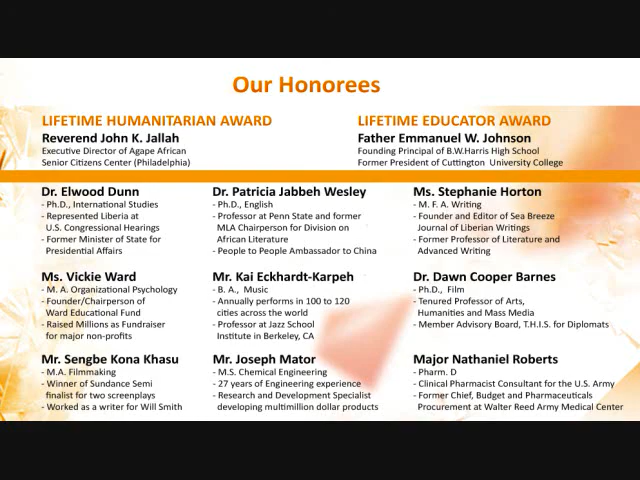 Our Honorees
LIFETIME HUMANITARIAN AWARD
Reverend John K. Jallah
Executive Director of Agape African
Senior Citizens Center (Philadelphia)
LIFETIME EDUCATOR AWARD
Father Emmanuel W. Johnson
Founding Principal of B.W.Harris High School
Former President of Cuttington University College
Dr. Elwood Dunn
- Ph.D., International Studies
- Represented Liberia at
U.S. Congressional Hearings
- Former Minister of State for
Presidential Affairs
Dr. Patricia Jabbeh Wesley
- Ph.D., English
- Professor at Penn State and former
MLA Chairperson for Division on
African Literature
- People to People Ambassador to China
Ms. Stephanie Horton
- M. F. A. Writing
- Founder and Editor of Sea Breeze
Journal of Liberian Writings
- Former Professor of Literature and
Advanced Writing
Ms. Vickie Ward
- M. A. Organizational Psychology
- Founder/Chairperson of
Ward Educational Fund
- Raised Millions as Fundraiser
for major non-profits
Mr. Kai Eckhardt-Karpeh
- B. A., Music
- Annually performs in 100 to 120
cities across the world
- Professor at Jazz School
Institute in Berkeley, CA
Dr. Dawn Cooper Barnes
- Ph.D., Film
- Tenured Professor of Arts,
Humanities and Mass Media
- Member Advisory Board, T.H.I.S. for Diplomats
Mr. Sengbe Kona Khasu
- M.A. Filmmaking
- Winner of Sundance Semi
finalist for two screenplays
- Worked as a writer for Will Smith
Mr. Joseph Mator
- M.S. Chemical Engineering
- 27 years of Engineering experience
- Research and Development Specialist
developing multimillion dollar products
Major Nathaniel Roberts
- Pharm. D
- Clinical Pharmacist Consultant for the U.S. Army
- Former Chief, Budget and Pharmaceuticals
Procurement at Walter Reed Army Medical Center